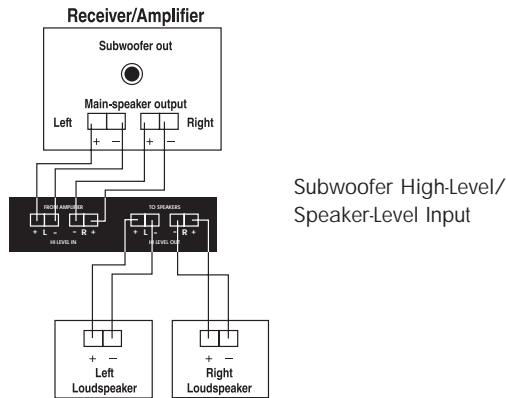 Receiver/Amplifier
Subwoofer out
Main-speaker output
Left Right
+ – + –
FROM AMPLIFIER TO SPEAKERS
+ L - - R + + L - - R +
HI LEVEL IN HI LEVEL OUT
Subwoofer High-Level/
Speaker-Level Input
+ – + –
Left Right
Loudspeaker Loudspeaker